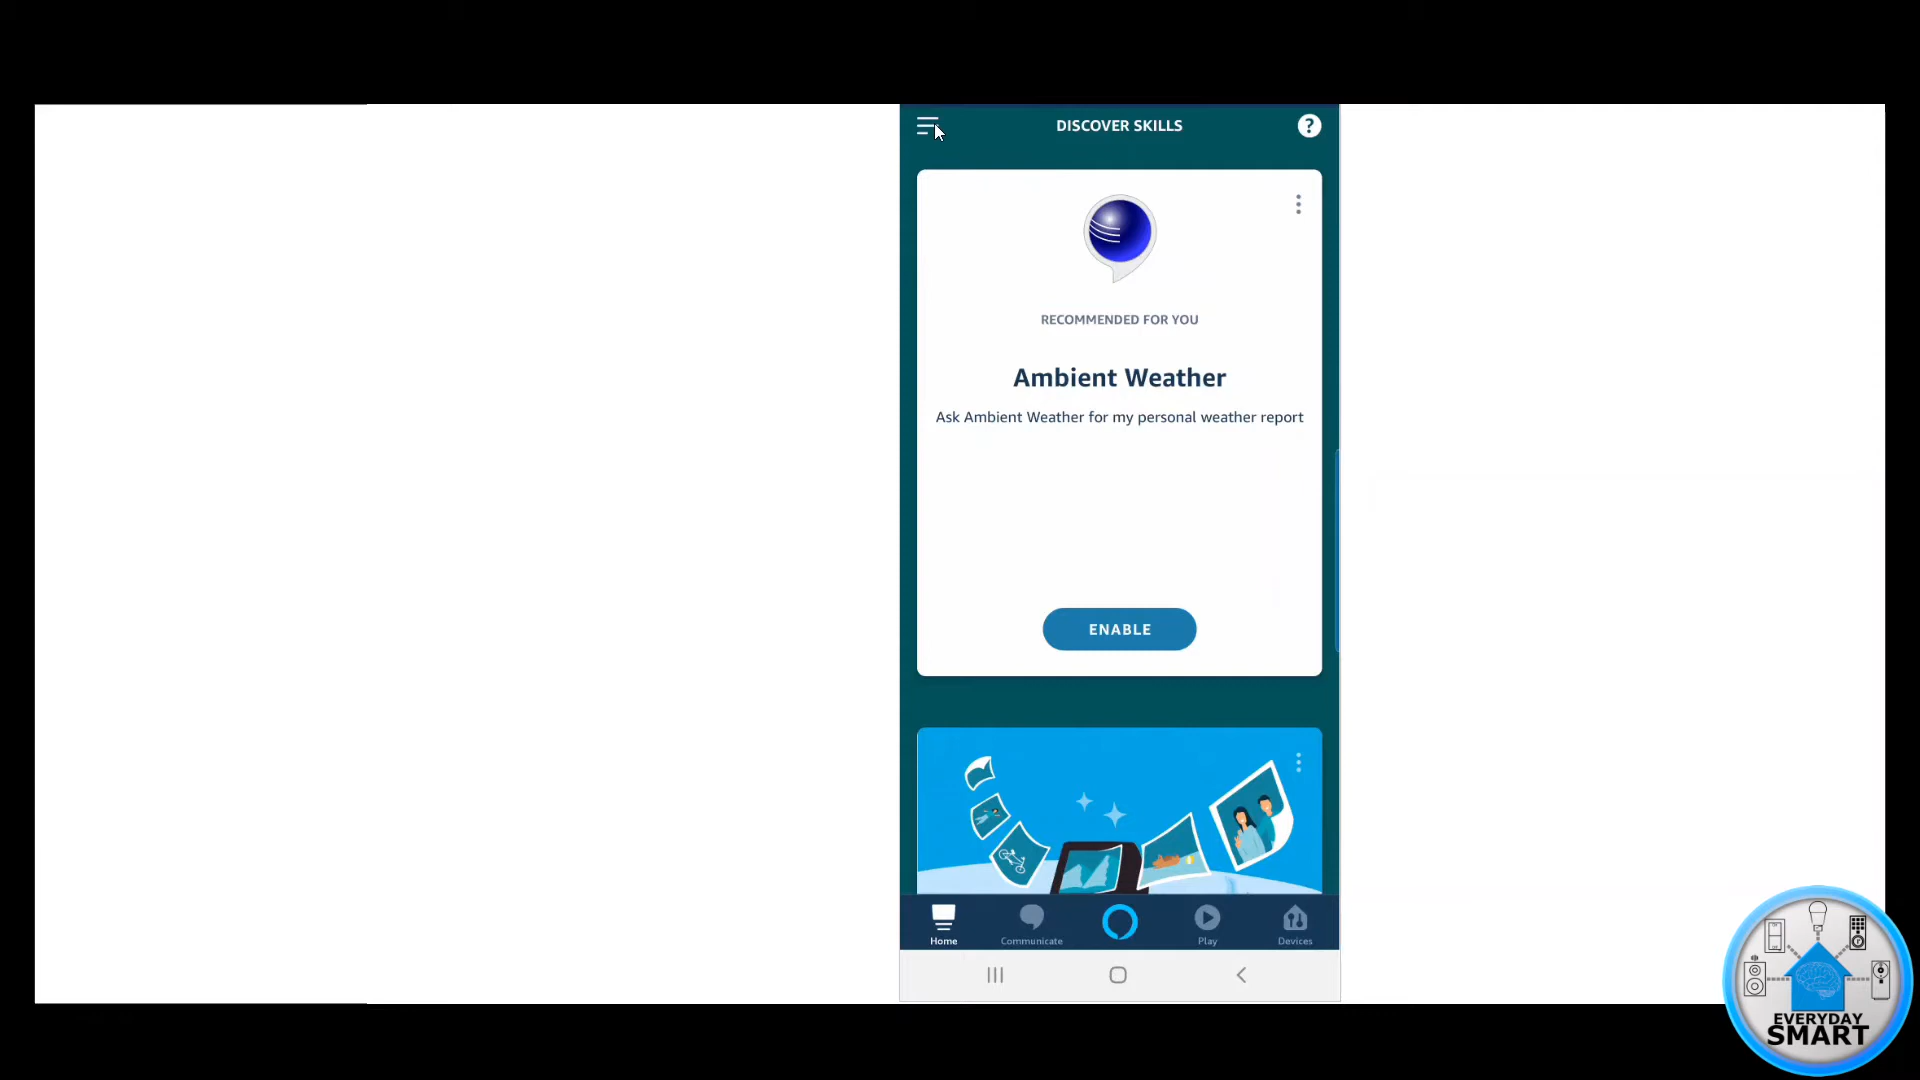 DISCOVER SKILLS
?
RECOMMENDED FOR YOU
Ambient Weather
Ask Ambient Weather for my personal weather report
ENABLE
Home
Communicate
Play
Devices
EVERYDAY
SMART